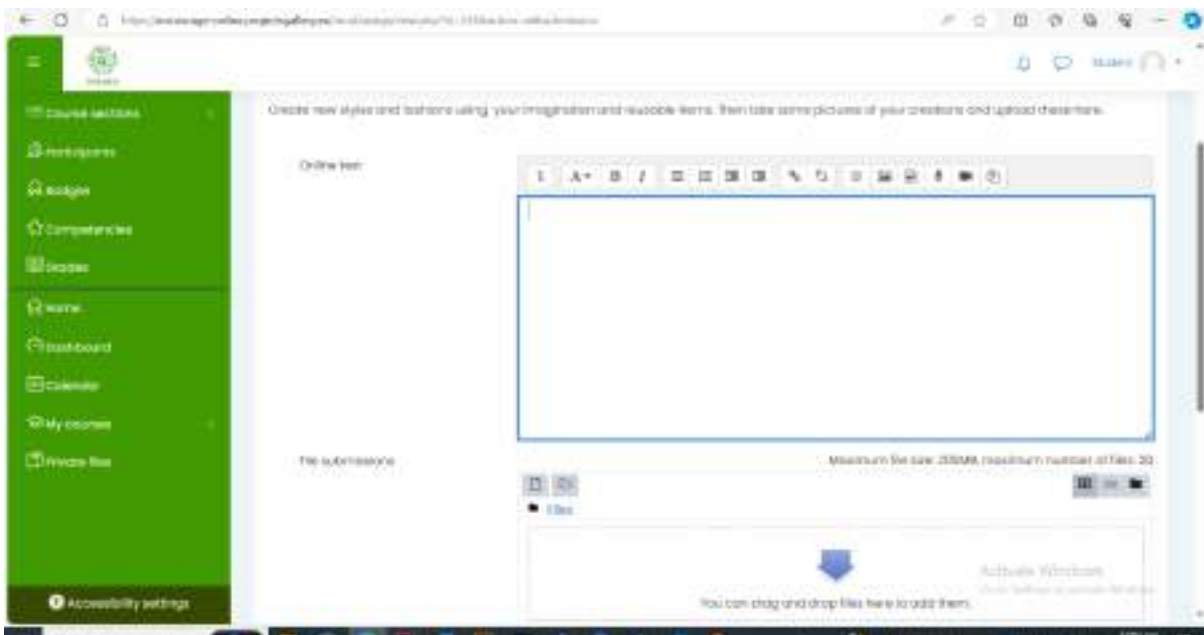 student
Course sections
Create new styles and fashions using your imagination and reusable items. Then take some pictures of your creations and upload these here.
Participants
Online text
Badges
Competencies
Grades
Home
Dashboard
Calendar
My courses
Private files
File submissions
Maximum file size: 200MB, maximum number of files: 20
Files
Activate Windows
You can drag and drop files here to add them.
Accessibility settings